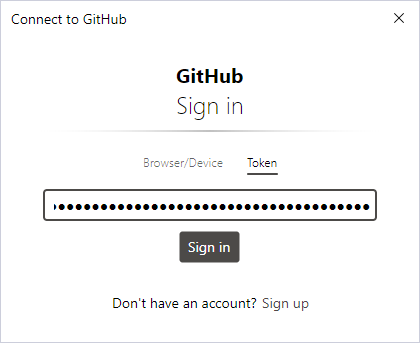 Connect to GitHub
GitHub
Sign in
Browser/Device Token
Sign in
Don't have an account? Sign up